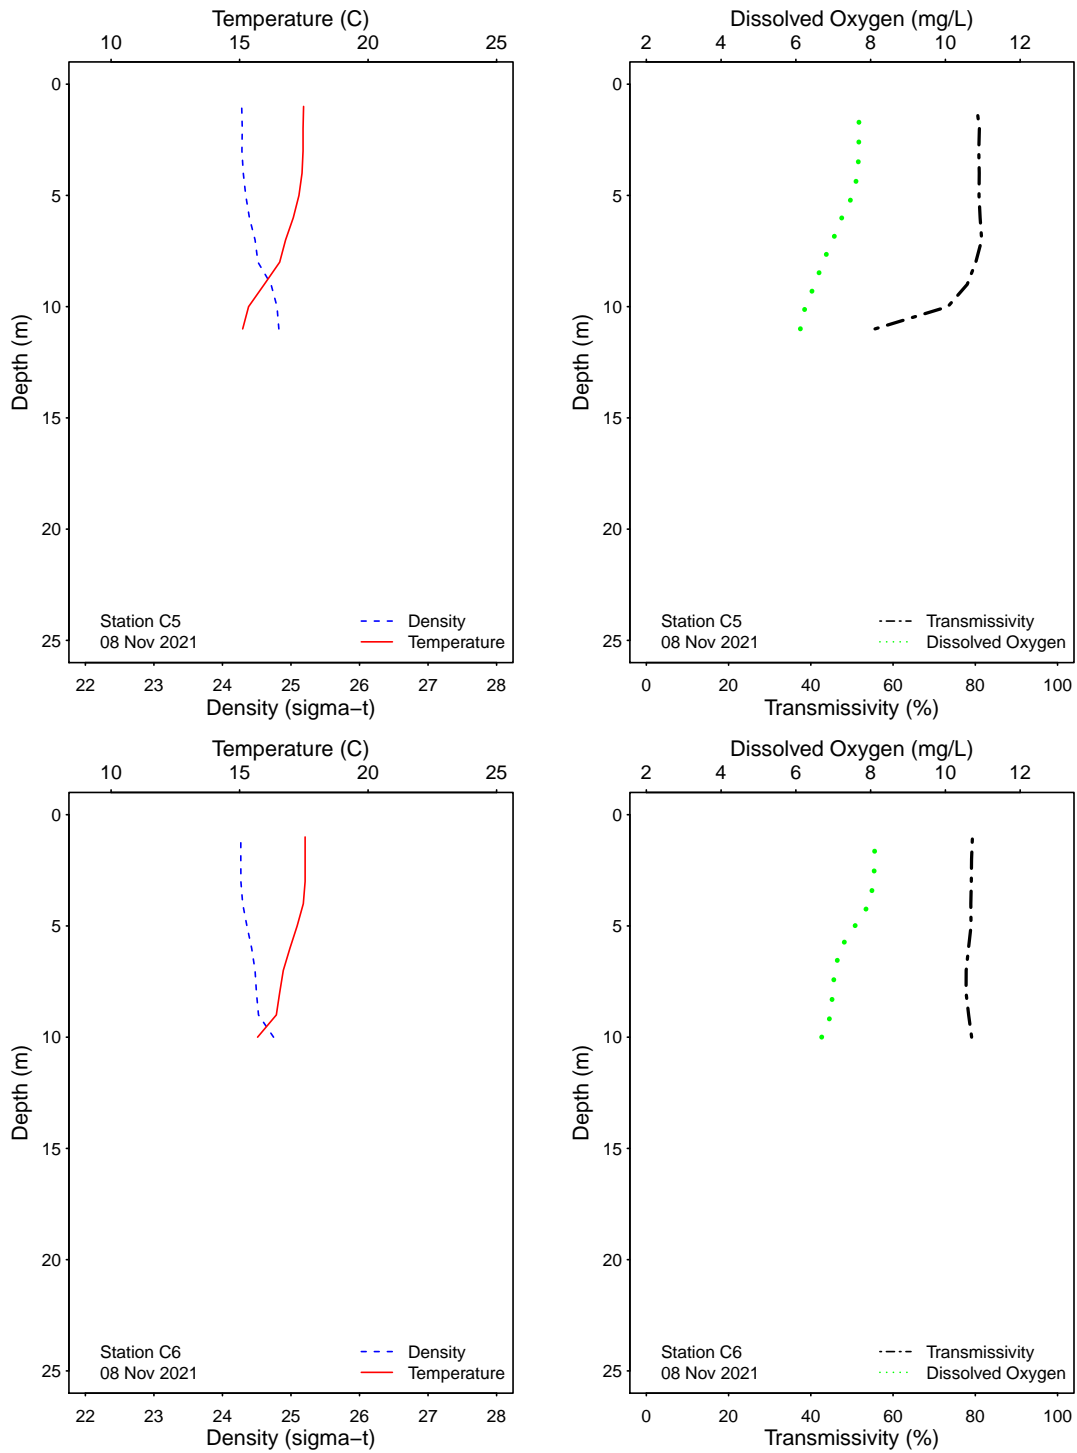 Temperature (C)
10 15 20 25
0
5
10
15
20
25
Depth (m)
Station C5
08 Nov 2021
Density
Temperature
22 23 24 25 26 27 28
Density (sigma−t)
Dissolved Oxygen (mg/L)
2 4 6 8 10 12
0
5
10
15
20
25
Depth (m)
Station C5
08 Nov 2021
Transmissivity
Dissolved Oxygen
0 20 40 60 80 100
Transmissivity (%)
Temperature (C)
10 15 20 25
0
5
10
15
20
25
Depth (m)
Station C6
08 Nov 2021
Density
Temperature
22 23 24 25 26 27 28
Density (sigma−t)
Dissolved Oxygen (mg/L)
2 4 6 8 10 12
0
5
10
15
20
25
Depth (m)
Station C6
08 Nov 2021
Transmissivity
Dissolved Oxygen
0 20 40 60 80 100
Transmissivity (%)